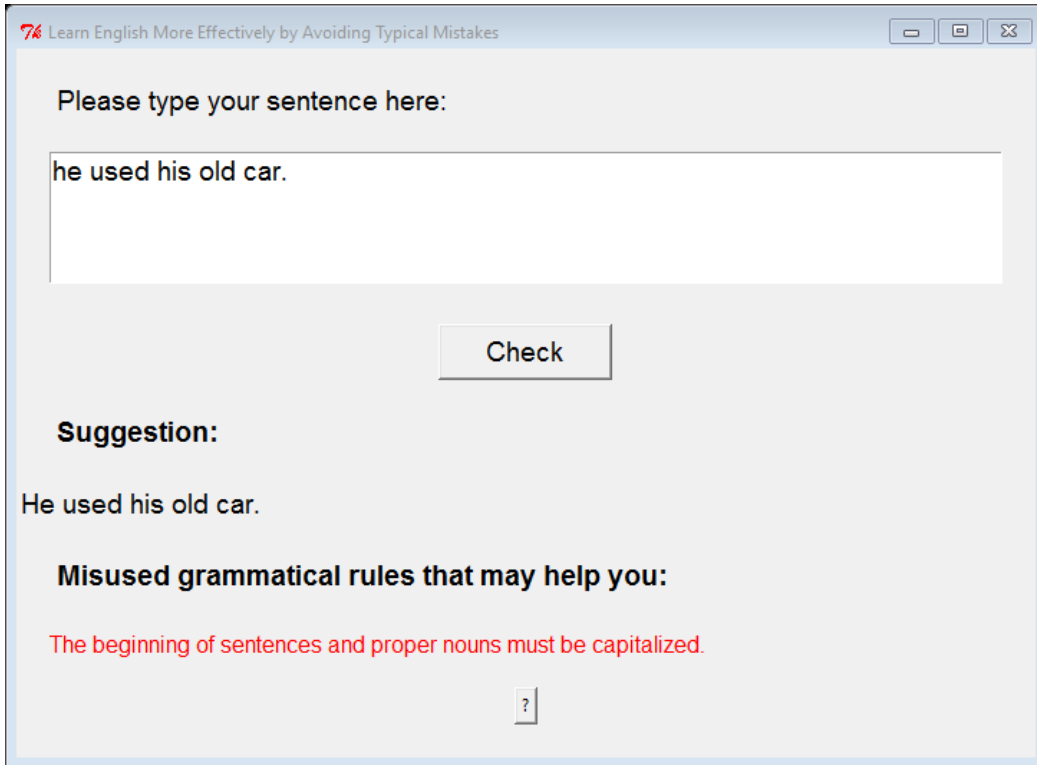 Learn English More Effectively by Avoiding Typical Mistakes
Please type your sentence here:
he used his old car.
Check
Suggestion:
He used his old car.
Misused grammatical rules that may help you:
The beginning of sentences and proper nouns must be capitalized.
?